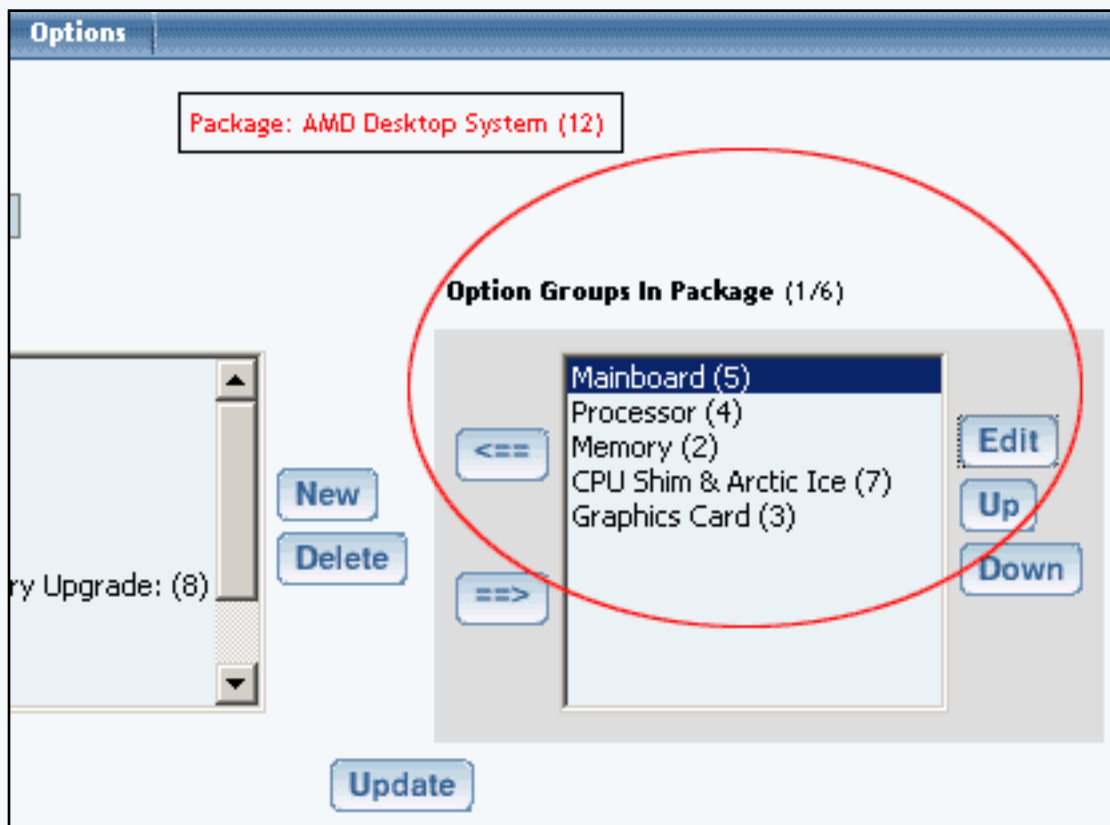 Options
Package: AMD Desktop System (12)
Option Groups In Package (1/6)
Mainboard (5)
Processor (4)
Memory (2)
CPU Shim & Arctic Ice (7)
Graphics Card (3)
<==
==>
Edit
Up
Down
New
Delete
ry Upgrade: (8)
Update